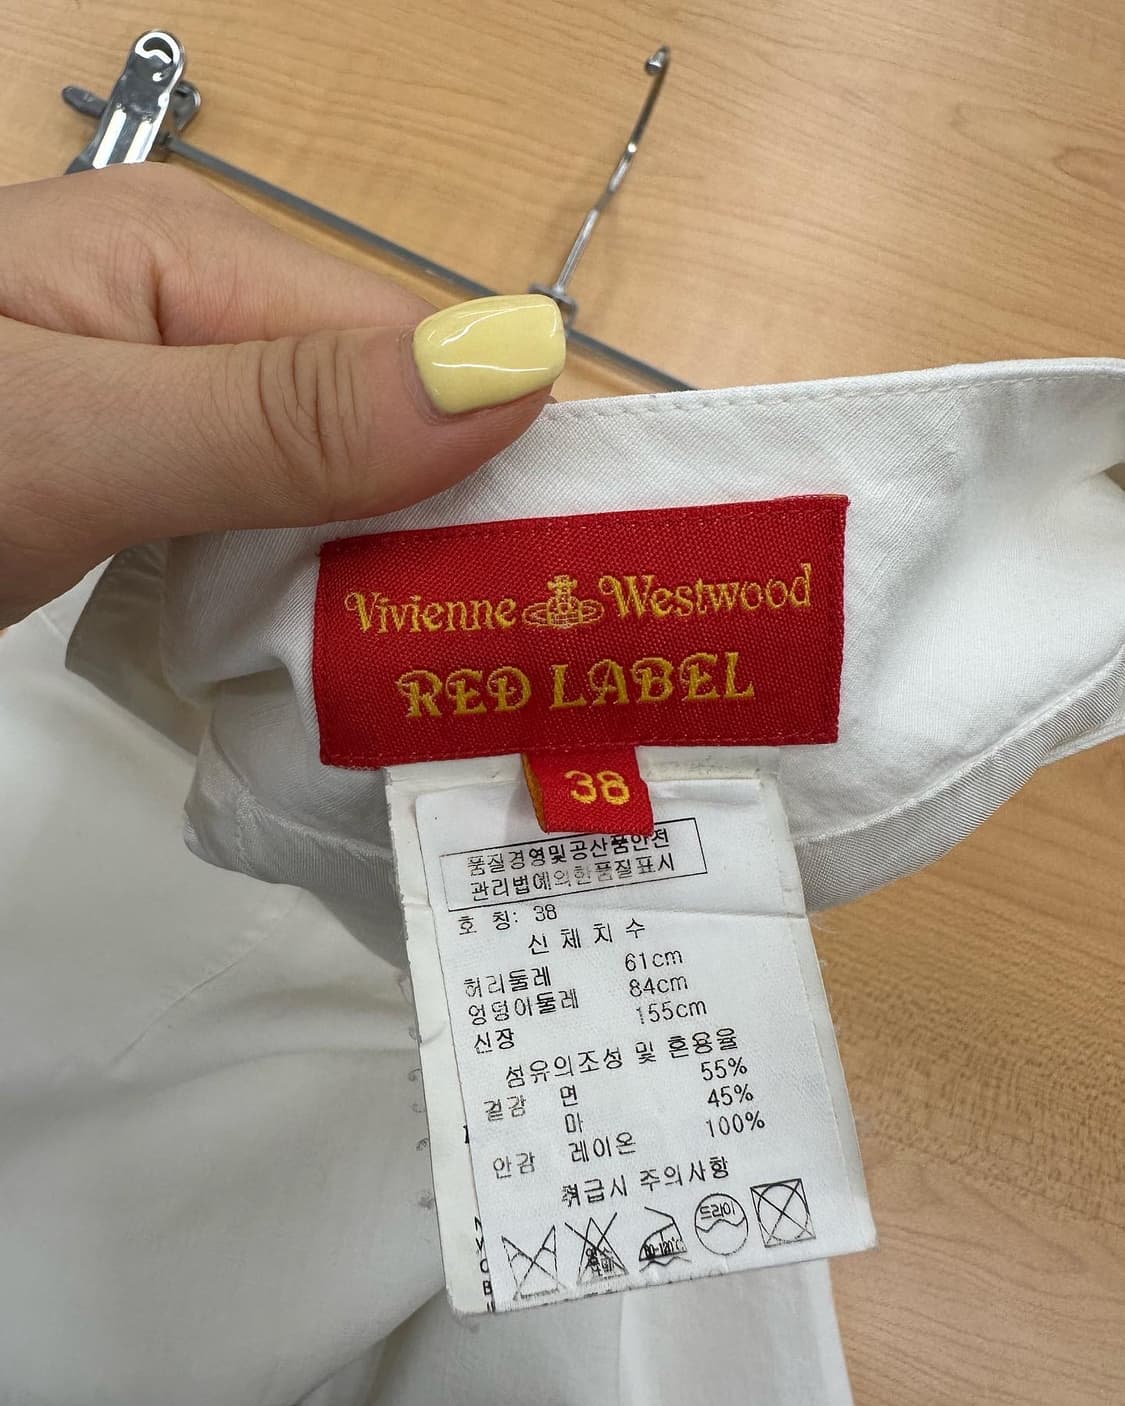 Vivienne Westwood
RED LABEL
38
품질경영및공산품안전
관리법에의한품질표시
호 칭: 38
신 체 치 수
허리둘레 61cm
엉덩이둘레 84cm
신장 155cm
섬유의조성 및 혼용율
겉감 면 55%
마 45%
안감 레이온 100%
취급시 주의사항
드라이